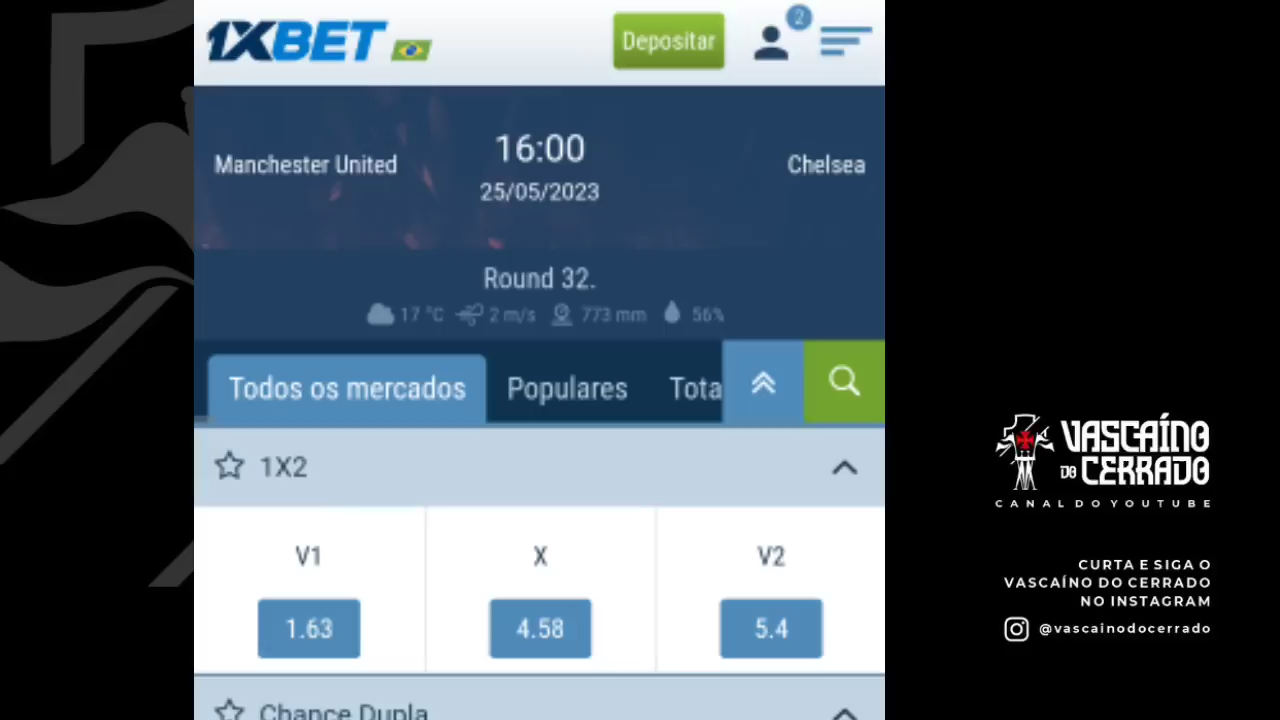 1XBET
Depositar
2
Manchester United
16:00
25/05/2023
Chelsea
Round 32.
17 °C 2 m/s 773 mm 56%
Todos os mercados Populares Tota
1X2
V1 X V2
1.63 4.58 5.4
Chance Dupla
VASCAÍNO
DO CERRADO
CANAL DO YOUTUBE
CURTA E SIGA O
VASCAÍNO DO CERRADO
NO INSTAGRAM
@vascainodocerrado